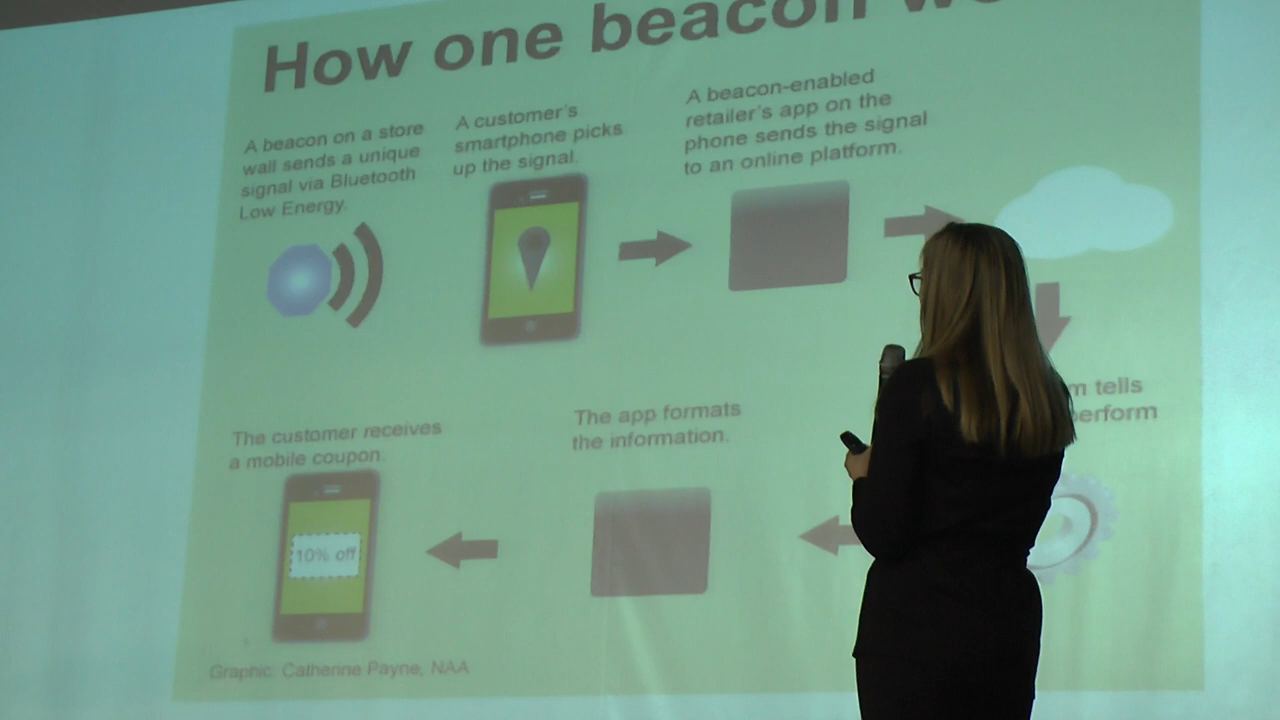 How one beacon
A beacon on a store
wall sends a unique
signal via Bluetooth
Low Energy.
A customer's
smartphone picks
up the signal.
A beacon-enabled
retailer's app on the
phone sends the signal
to an online platform.
tells
The app formats
the information.
The customer receives
a mobile coupon.
10% off
Graphic: Catherine Payne, NAA